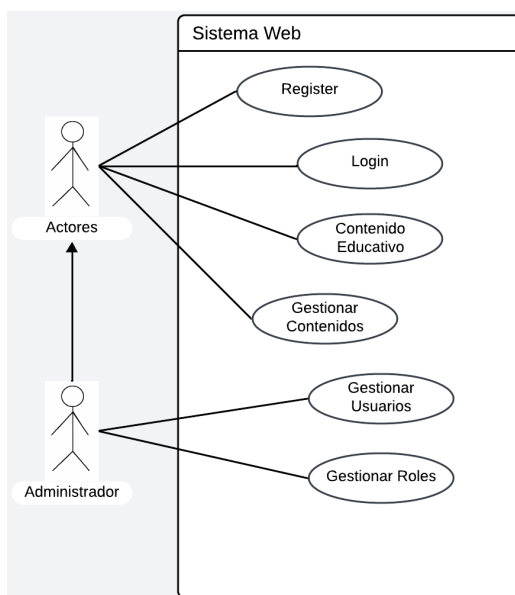 Sistema Web
Register
Login
Actores
Contenido
Educativo
Gestionar
Contenidos
Gestionar
Usuarios
Gestionar Roles
Administrador